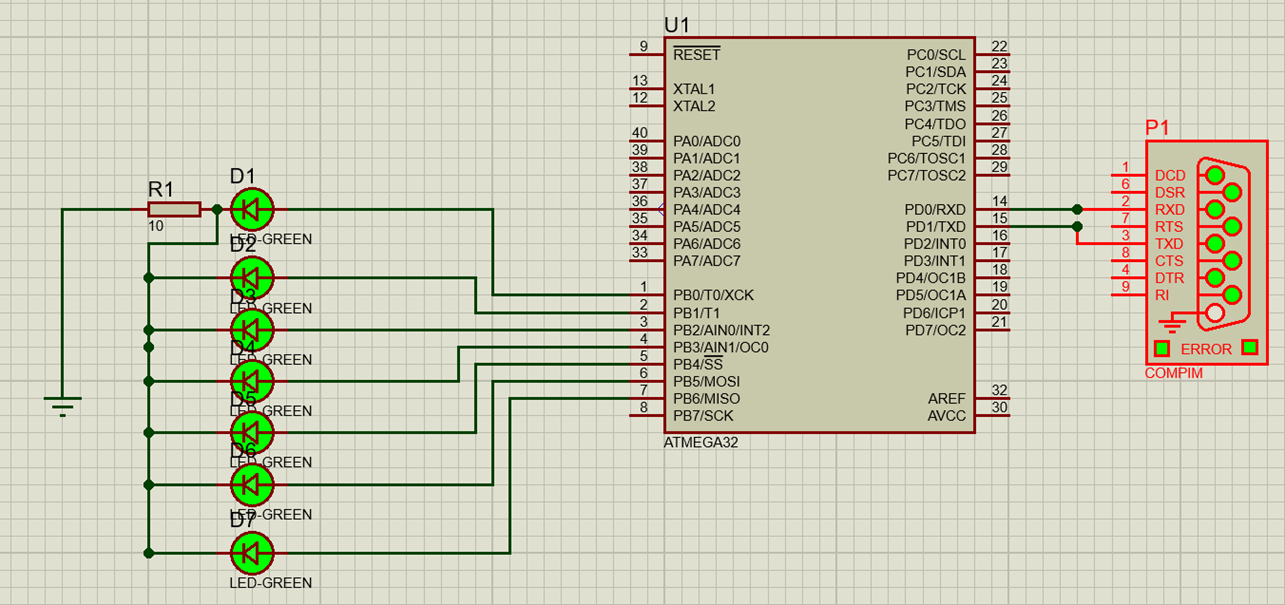 U1
9 RESET
13 XTAL1
12 XTAL2
40 PA0/ADC0
39 PA1/ADC1
38 PA2/ADC2
37 PA3/ADC3
36 PA4/ADC4
35 PA5/ADC5
34 PA6/ADC6
33 PA7/ADC7
1 PB0/T0/XCK
2 PB1/T1
3 PB2/AIN0/INT2
4 PB3/AIN1/OC0
5 PB4/SS
6 PB5/MOSI
7 PB6/MISO
8 PB7/SCK
PC0/SCL 22
PC1/SDA 23
PC2/TCK 24
PC3/TMS 25
PC4/TDO 26
PC5/TDI 27
PC6/TOSC1 28
PC7/TOSC2 29
PD0/RXD 14
PD1/TXD 15
PD2/INT0 16
PD3/INT1 17
PD4/OC1B 18
PD5/OC1A 19
PD6/ICP1 20
PD7/OC2 21
AREF 32
AVCC 30
ATMEGA32
R1
10
D1
LED-GREEN
D2
LED-GREEN
D3
LED-GREEN
D4
LED-GREEN
D5
LED-GREEN
D6
LED-GREEN
D7
LED-GREEN
P1
1 DCD
6 DSR
2 RXD
7 RTS
3 TXD
8 CTS
4 DTR
9 RI
ERROR
COMPIM